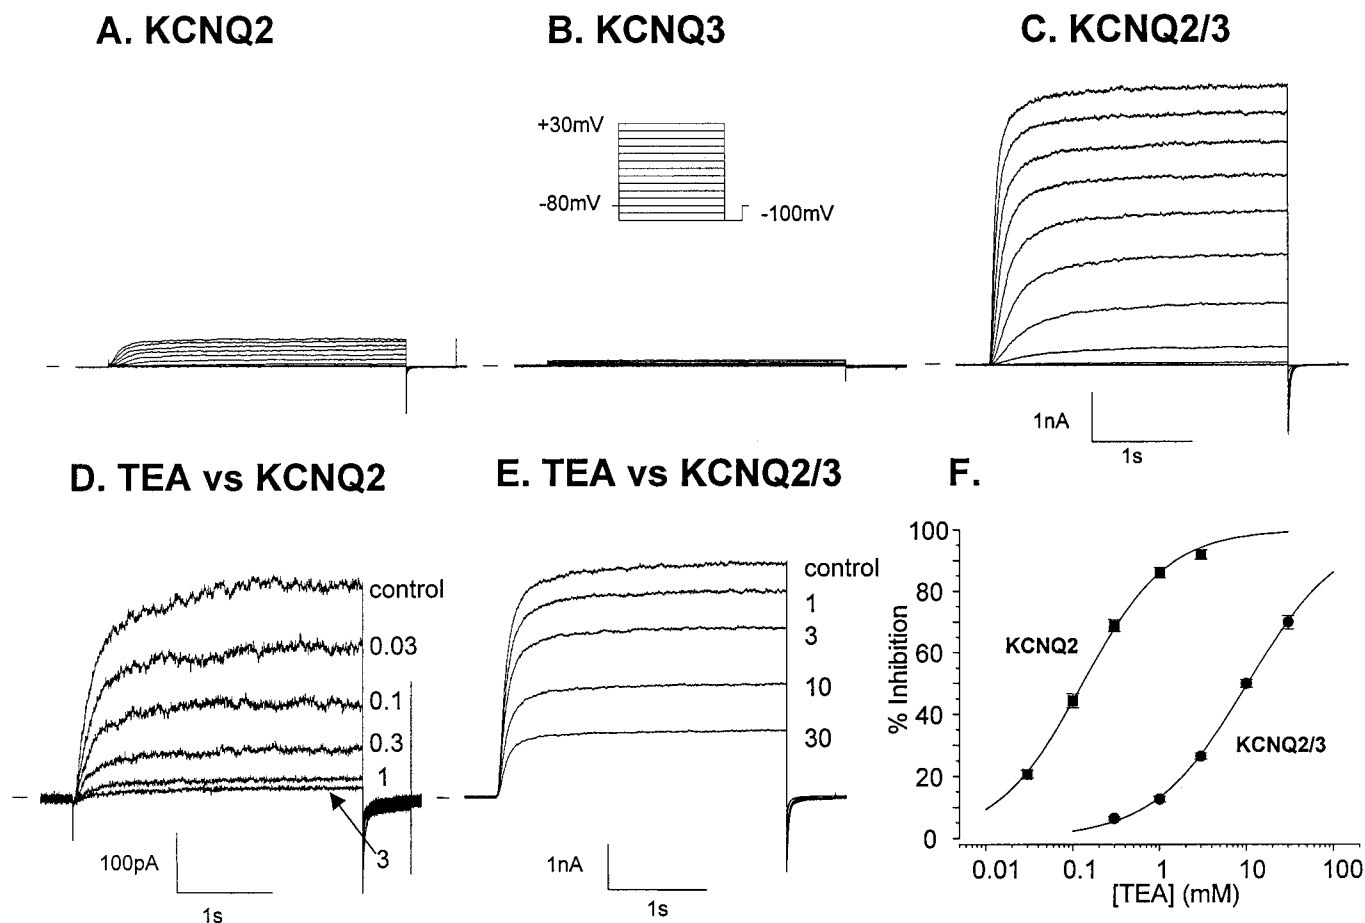 A. KCNQ2
B. KCNQ3
C. KCNQ2/3
+30mV
-80mV
-100mV
1nA
1s
D. TEA vs KCNQ2
control
0.03
0.1
0.3
1
3
100pA
1s
E. TEA vs KCNQ2/3
control
1
3
10
30
1nA
1s
F.
% Inhibition
100
80
60
40
20
0
KCNQ2
KCNQ2/3
0.01 0.1 1 10 100
[TEA] (mM)